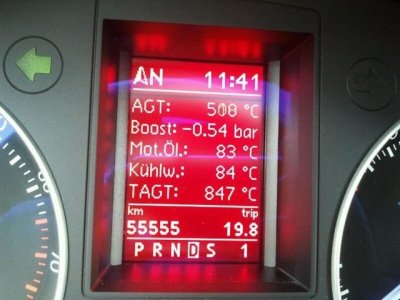 AN 11:41
AGT: 508 °C
Boost: -0.54 bar
Mot.Öl.: 83 °C
Kühlw.: 84 °C
TAGT: 847 °C
km trip
55555 19.8
P R N D S 1